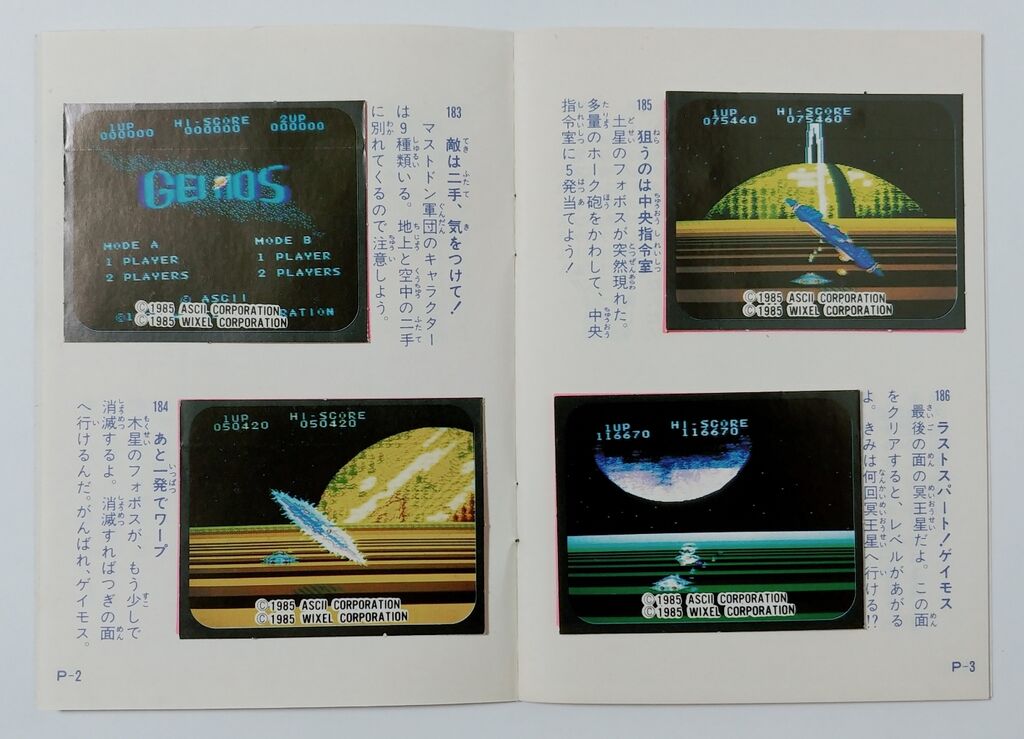 1UP HI-SCORE 2UP
000000 000000 000000
GEIMOS
MODE A MODE B
1 PLAYER 1 PLAYER
2 PLAYERS 2 PLAYERS
© ASCII
©1985 ASCII CORPORATION
©1985 WIXEL CORPORATION
183 敵は二手、気をつけて!
マストドン軍団のキャラクター
は9種類いる。地上と空中の二手
に別れてくるので注意しよう。
184 あと一発でワープ
木星のフォボスが、もう少しで
消滅するよ。消滅すればつぎの面
へ行けるんだ。がんばれ、ゲイモス。
1UP HI-SCORE
050420 050420
©1985 ASCII CORPORATION
©1985 WIXEL CORPORATION
P-2
185 狙うのは中央指令室
土星のフォボスが突然現れた。
多量のホーク砲をかわして、中央
指令室に5発当てよう!
1UP HI-SCORE
075460 075460
©1985 ASCII CORPORATION
©1985 WIXEL CORPORATION
1UP HI-SCORE
116670 116670
©1985 ASCII CORPORATION
©1985 WIXEL CORPORATION
186 ラストスパート!ゲイモス
最後の面の冥王星だよ。この面
をクリアすると、レベルがあがる
よ。きみは何回冥王星へ行ける!?
P-3